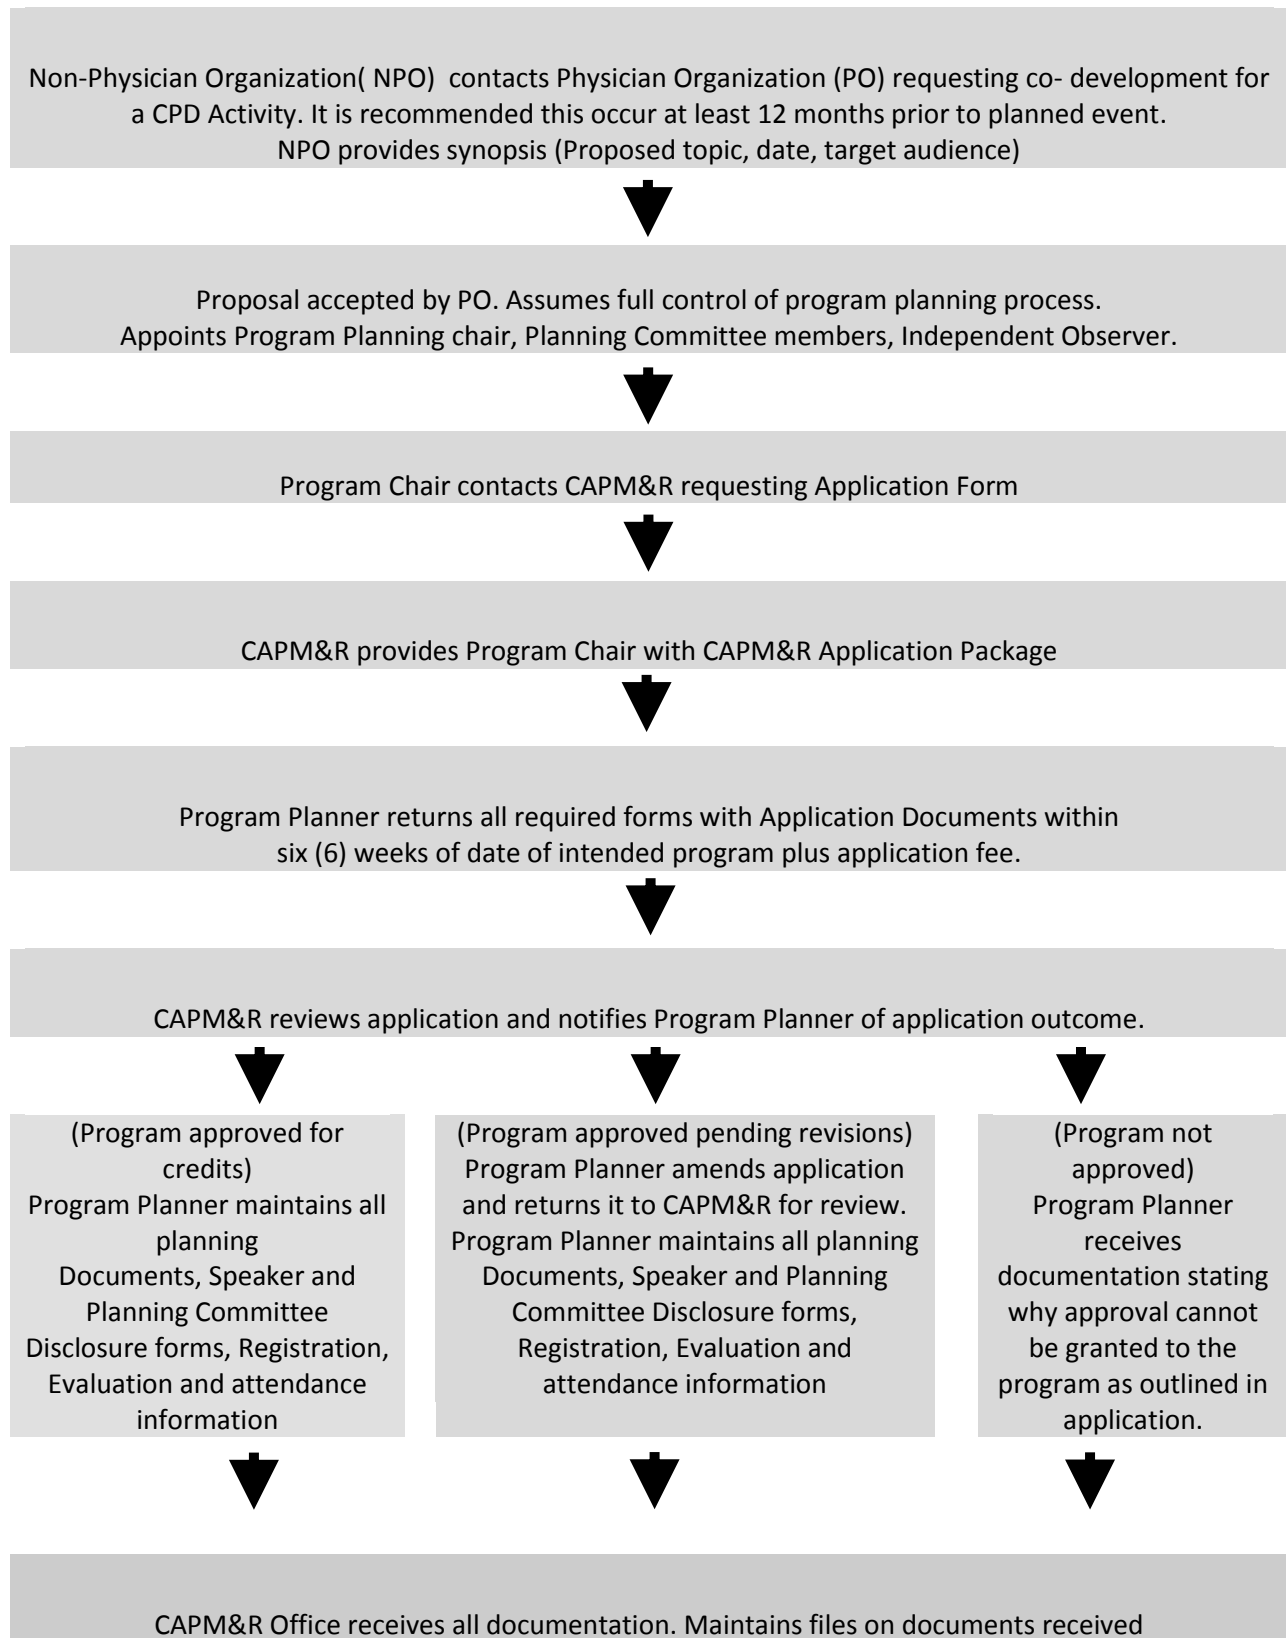 Non-Physician Organization( NPO)  contacts Physician Organization (PO) requesting co- development for
a CPD Activity. It is recommended this occur at least 12 months prior to planned event.
NPO provides synopsis (Proposed topic, date, target audience)
Proposal accepted by PO. Assumes full control of program planning process.
Appoints Program Planning chair, Planning Committee members, Independent Observer.
Program Chair contacts CAPM&R requesting Application Form
CAPM&R provides Program Chair with CAPM&R Application Package
Program Planner returns all required forms with Application Documents within
six (6) weeks of date of intended program plus application fee.
CAPM&R reviews application and notifies Program Planner of application outcome.
(Program approved for
credits)
Program Planner maintains all
planning
Documents, Speaker and
Planning Committee
Disclosure forms, Registration,
Evaluation and attendance
information
(Program approved pending revisions)
Program Planner amends application
and returns it to CAPM&R for review.
Program Planner maintains all planning
Documents, Speaker and Planning
Committee Disclosure forms,
Registration, Evaluation and
attendance information
(Program not
approved)
Program Planner
receives
documentation stating
why approval cannot
be granted to the
program as outlined in
application.
CAPM&R Office receives all documentation. Maintains files on documents received